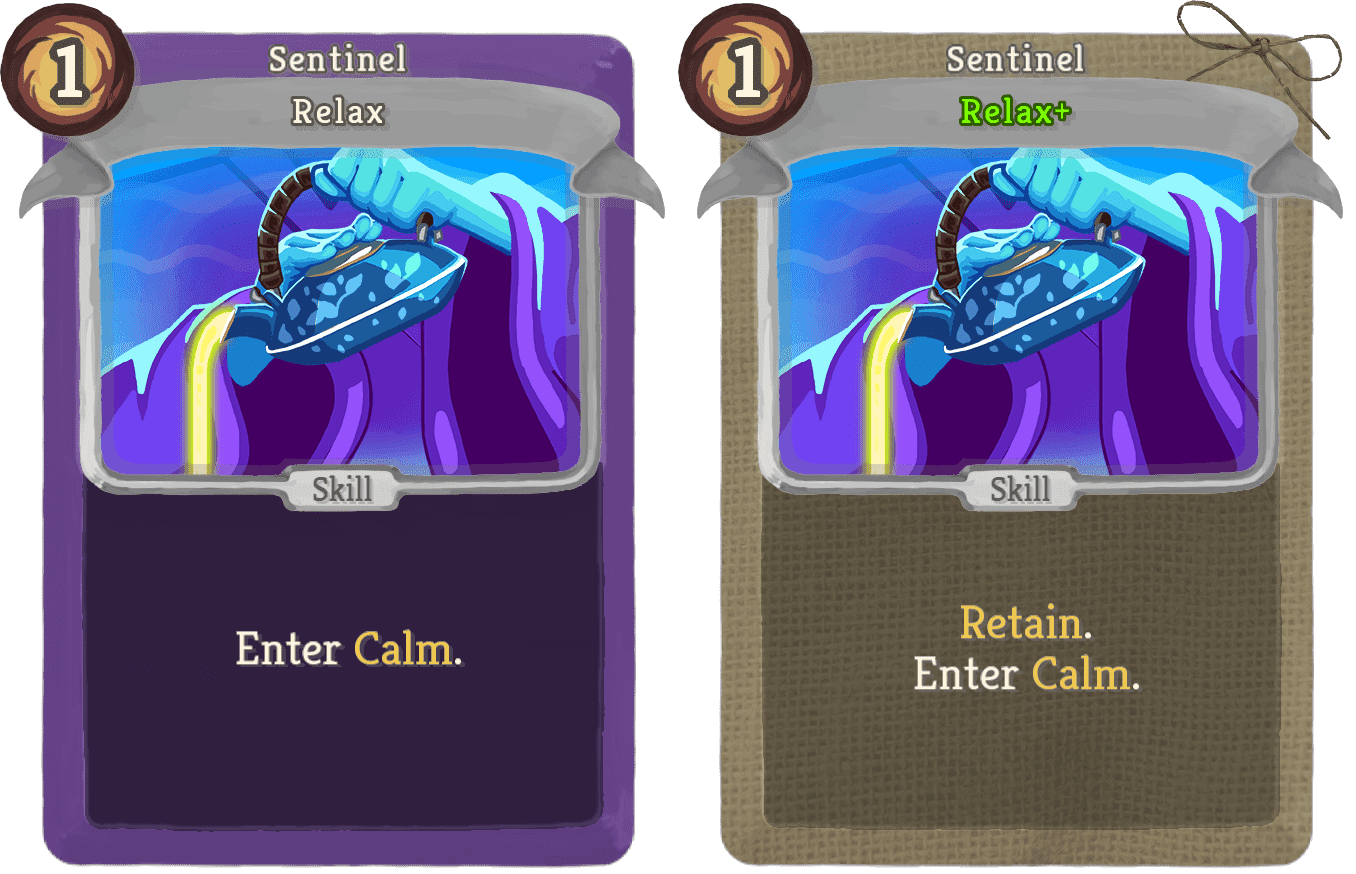 1
Sentinel
Relax
Skill
Enter Calm.
1
Sentinel
Relax+
Skill
Retain.
Enter Calm.